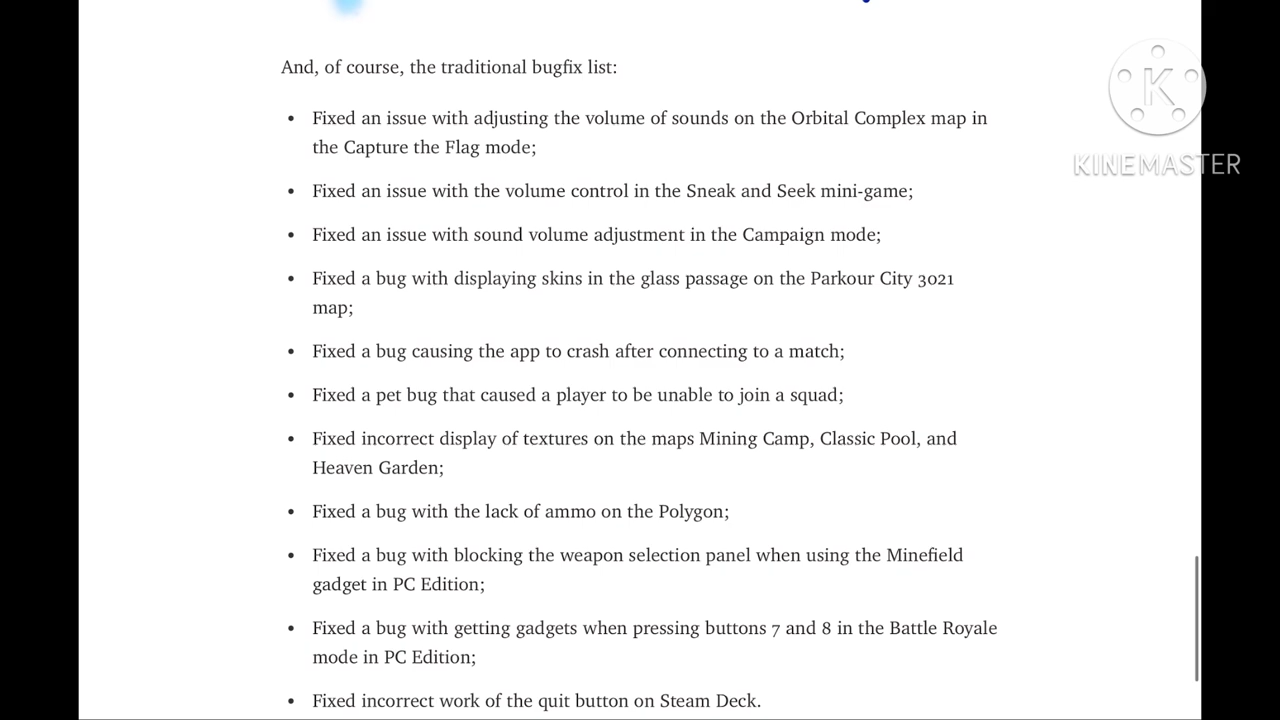 And, of course, the traditional bugfix list:
• Fixed an issue with adjusting the volume of sounds on the Orbital Complex map in
the Capture the Flag mode;
• Fixed an issue with the volume control in the Sneak and Seek mini-game;
• Fixed an issue with sound volume adjustment in the Campaign mode;
• Fixed a bug with displaying skins in the glass passage on the Parkour City 3021
map;
• Fixed a bug causing the app to crash after connecting to a match;
• Fixed a pet bug that caused a player to be unable to join a squad;
• Fixed incorrect display of textures on the maps Mining Camp, Classic Pool, and
Heaven Garden;
• Fixed a bug with the lack of ammo on the Polygon;
• Fixed a bug with blocking the weapon selection panel when using the Minefield
gadget in PC Edition;
• Fixed a bug with getting gadgets when pressing buttons 7 and 8 in the Battle Royale
mode in PC Edition;
• Fixed incorrect work of the quit button on Steam Deck.
K
KINEMASTER